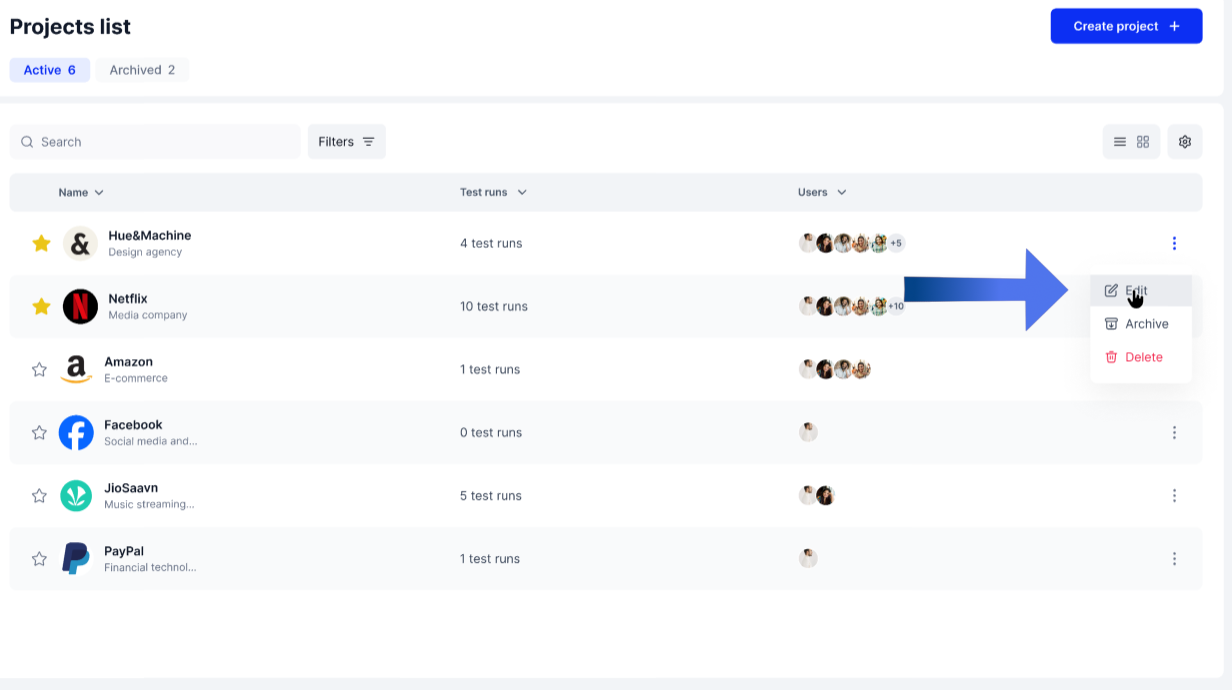 Projects list
Create project +
Active 6
Archived 2
Search
Filters
Name
Test runs
Users
Hue&Machine
Design agency
4 test runs
+5
&
Netflix
Media company
10 test runs
+10
N
Edit
Archive
Delete
Amazon
E-commerce
1 test runs
a
Facebook
Social media and...
0 test runs
f
JioSaavn
Music streaming...
5 test runs
PayPal
Financial technol...
1 test runs
P